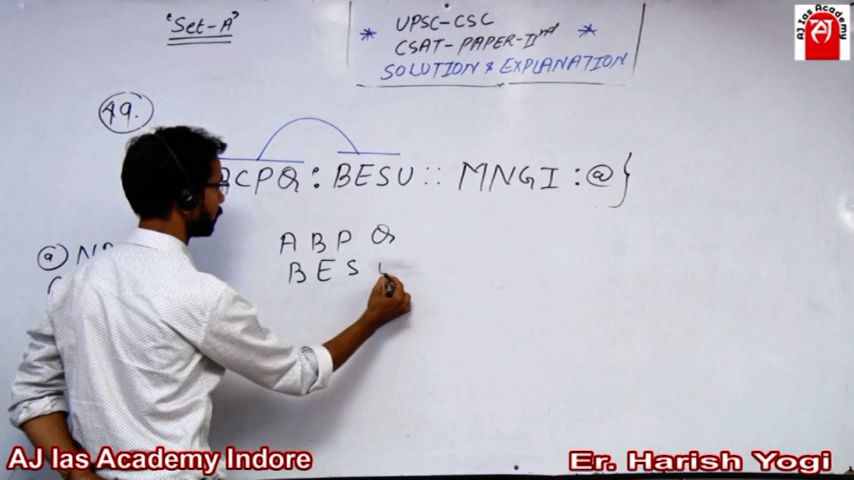 'Set-A'
* UPSC-CSC *
CSAT-PAPER-IInd
SOLUTION & EXPLANATION
AJ Ias Academy
49.
CPQ : BESU :: MNGI : @}
A B P Q
B E S
(a)
AJ Ias Academy Indore
Er. Harish Yogi